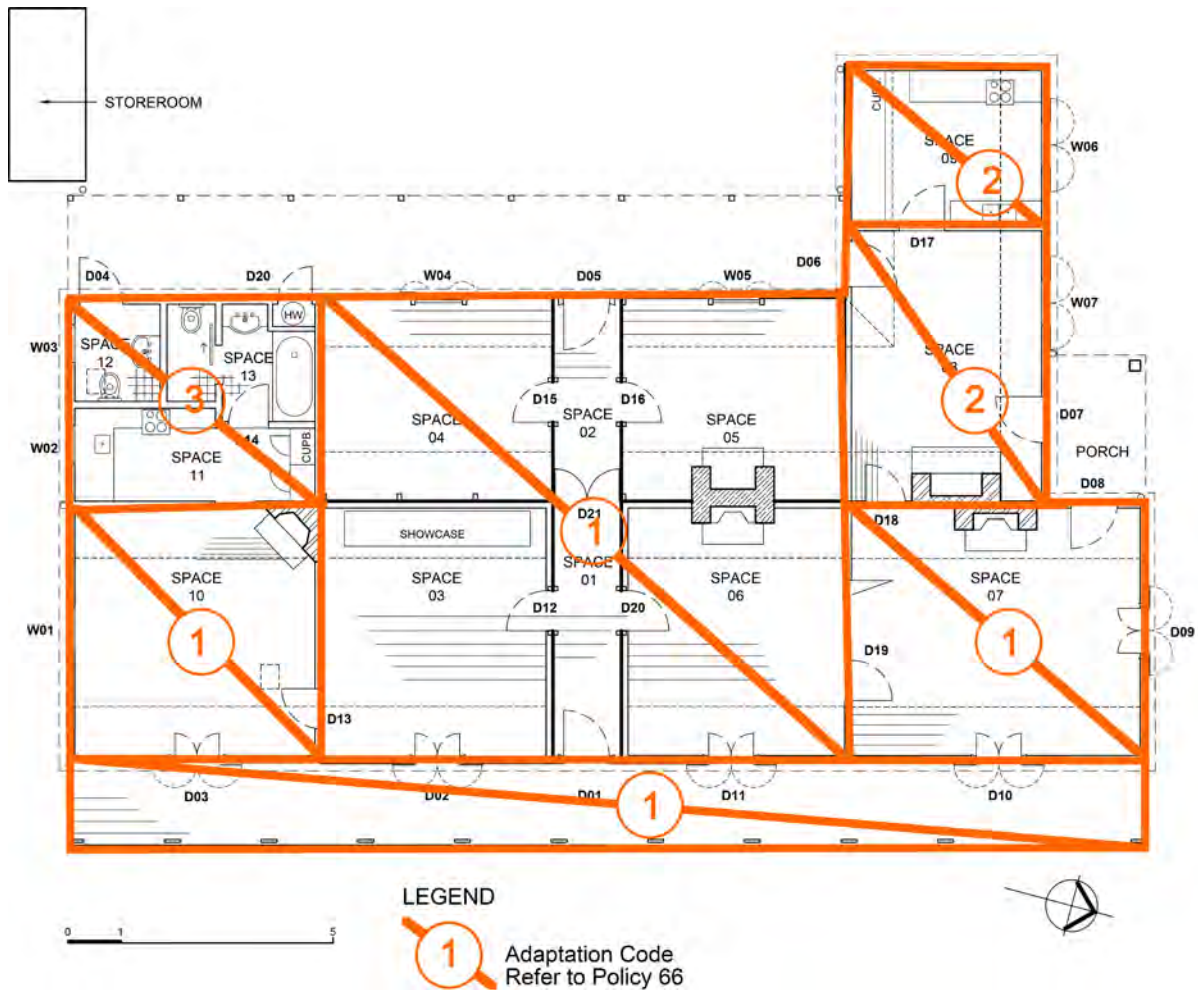 STOREROOM
CUPB.
SPACE
09
2
W06
D17
D04
D20
W04
D05
W05
D06
W07
HW
W03
SPACE
12
SPACE
13
3
SPACE
2
D15
D16
SPACE
04
SPACE
02
SPACE
05
D07
PORCH
W02
14
SPACE
11
CUPB.
D08
D21
D18
SHOWCASE
1
SPACE
10
SPACE
03
SPACE
01
SPACE
06
SPACE
07
D12
D20
W01
1
1
D09
D19
D13
D03
D02
D01
D11
D10
1
LEGEND
0
1
5
1
Adaptation Code
Refer to Policy 66